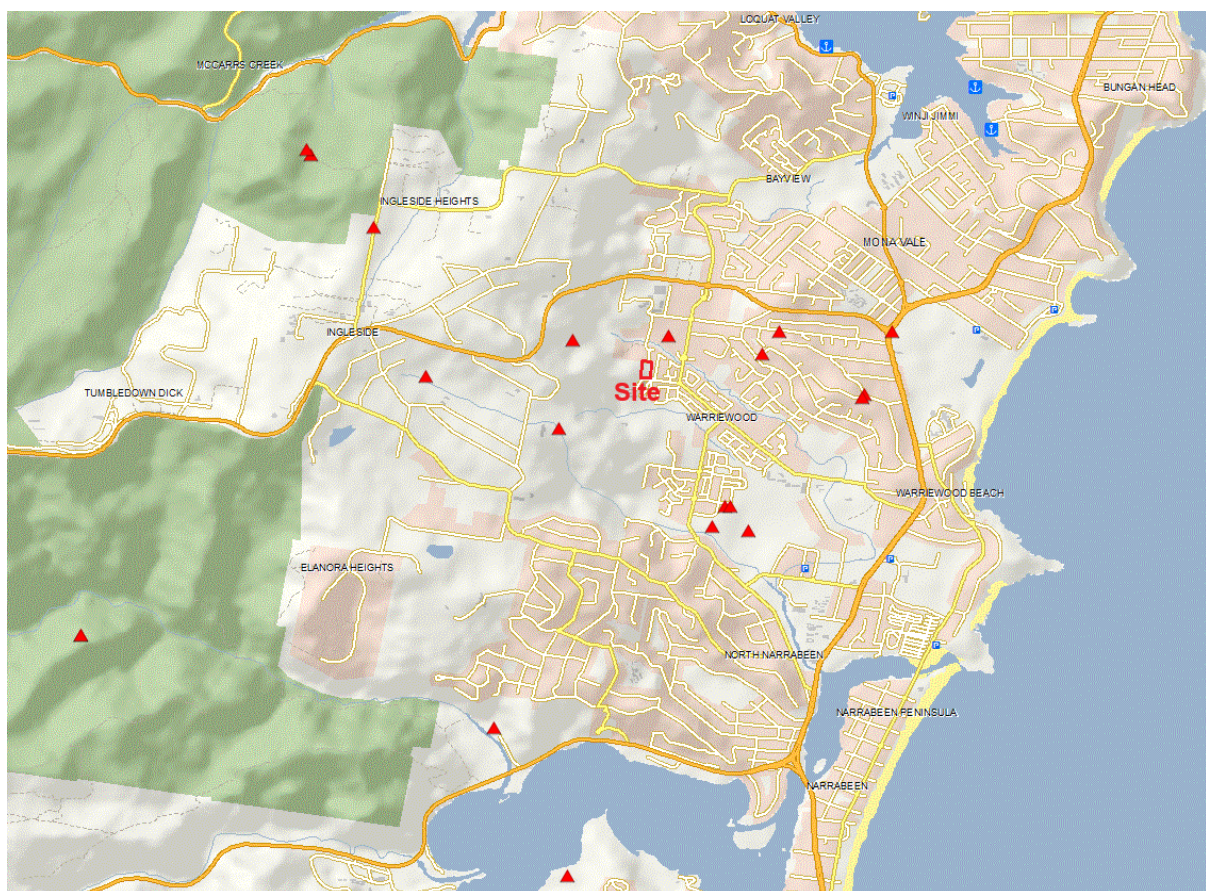 LOQUAT VALLEY
MCCARRS CREEK
BUNGAN HEAD
WINJI JIMMI
BAYVIEW
INGLESIDE HEIGHTS
MONA VALE
INGLESIDE
Site
TUMBLEDOWN DICK
WARRIEWOOD
WARRIEWOOD BEACH
ELANORA HEIGHTS
NORTH NARRABEEN
NARRABEEN PENINSULA
NARRABEEN
P
P
P
P
P
P